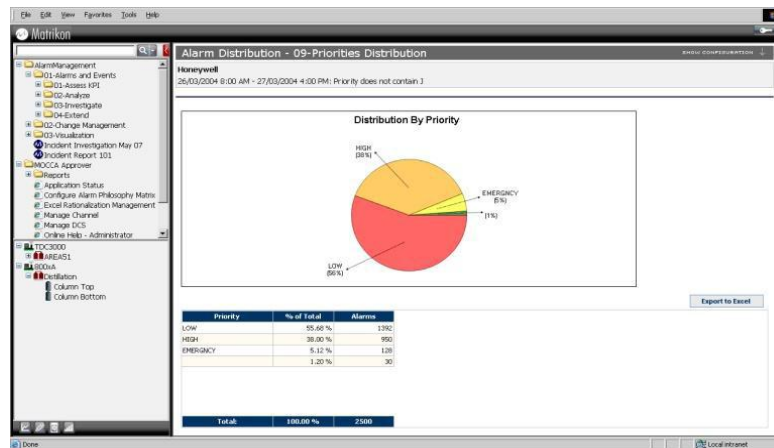 File Edit View Favorites Tools Help
Matrikon
Alarm Distribution - 09-Priorities Distribution
SHOW CONFIGURATION
Honeywell
26/03/2004 8:00 AM - 27/03/2004 4:00 PM: Priority does not contain J
AlarmManagement
01-Alarms and Events
01-Assess KPI
02-Analyze
03-Investigate
04-Extend
02-Change Management
03-Visualization
Incident Investigation May 07
Incident Report 101
MOCCA Approver
Reports
Application Status
Configure Alarm Philosophy Matrix
Excel Rationalization Management
Manage Channel
Manage DCS
Online Help - Administrator
TDC3000
AREA51
800xA
Distillation
Column Top
Column Bottom
Distribution By Priority
HIGH
(38%)
EMERGNCY
(5%)
(1%)
LOW
(56%)
Export to Excel
Priority % of Total Alarms
LOW 55.68 % 1392
HIGH 38.00 % 950
EMERGNCY 5.12 % 128
1.20 % 30
Total: 100.00 % 2500
Done
Local intranet